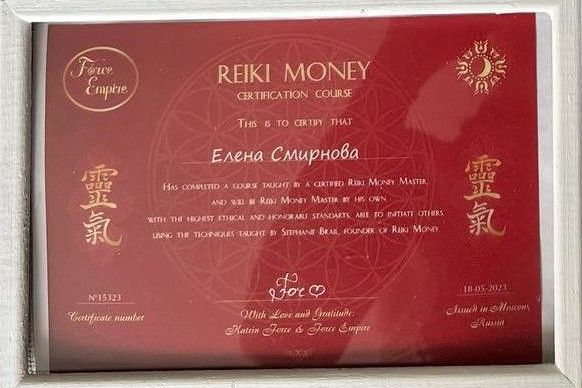 Force
Empire
REIKI MONEY
CERTIFICATION COURSE
THIS IS TO CERTIFY THAT
Елена Смирнова
HAS COMPLETED A COURSE TAUGHT BY A CERTIFIED REIKI MONEY MASTER,
AND WILL BE REIKI MONEY MASTER BY HIS OWN
WITH THE HIGHEST ETHICAL AND HONORABLE STANDARTS, ABLE TO INITIATE OTHERS
USING THE TECHNIQUES TAUGHT BY STEPHANIE BRAIL, FOUNDER OF REIKI MONEY
靈氣
靈氣
Force
With Love and Gratitude:
Katrin Force & Force Empire
№15323
Certificate number
18-05-2023
Issued in Moscow,
Russia